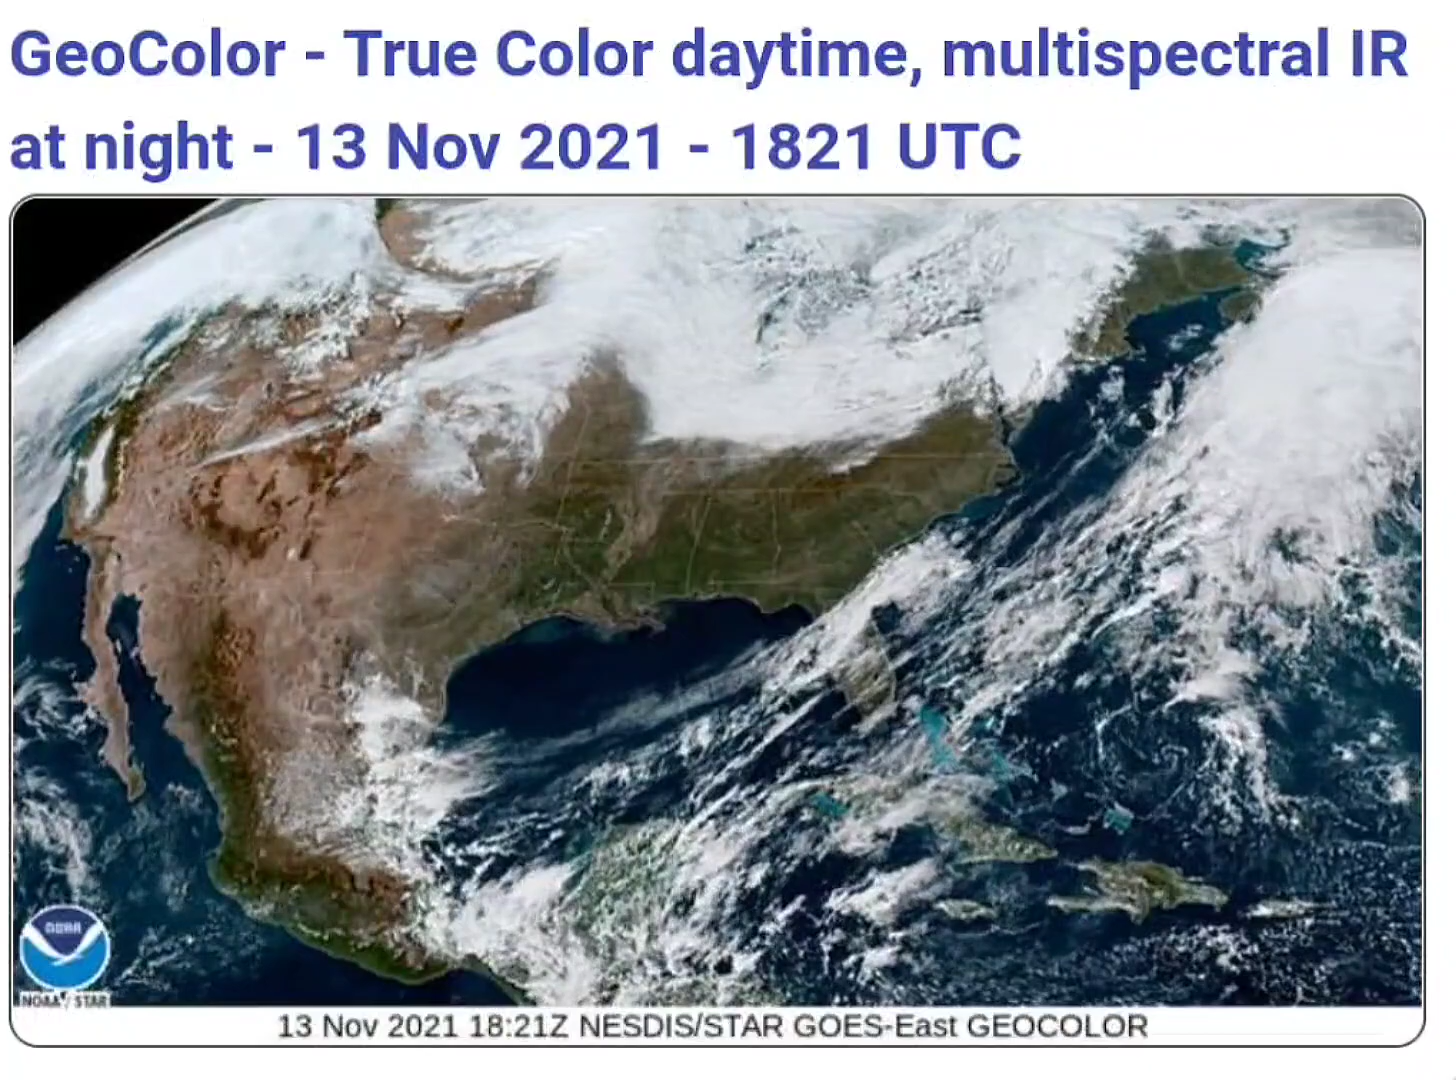 GeoColor - True Color daytime, multispectral IR
at night - 13 Nov 2021 - 1821 UTC
NOAA
NOAA / STAR
13 Nov 2021 18:21Z NESDIS/STAR GOES-East GEOCOLOR